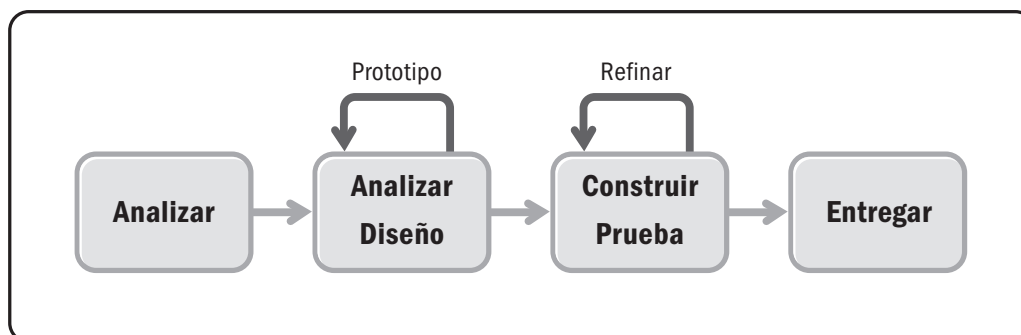 Prototipo
Refinar
Analizar
Analizar
Diseño
Construir
Prueba
Entregar